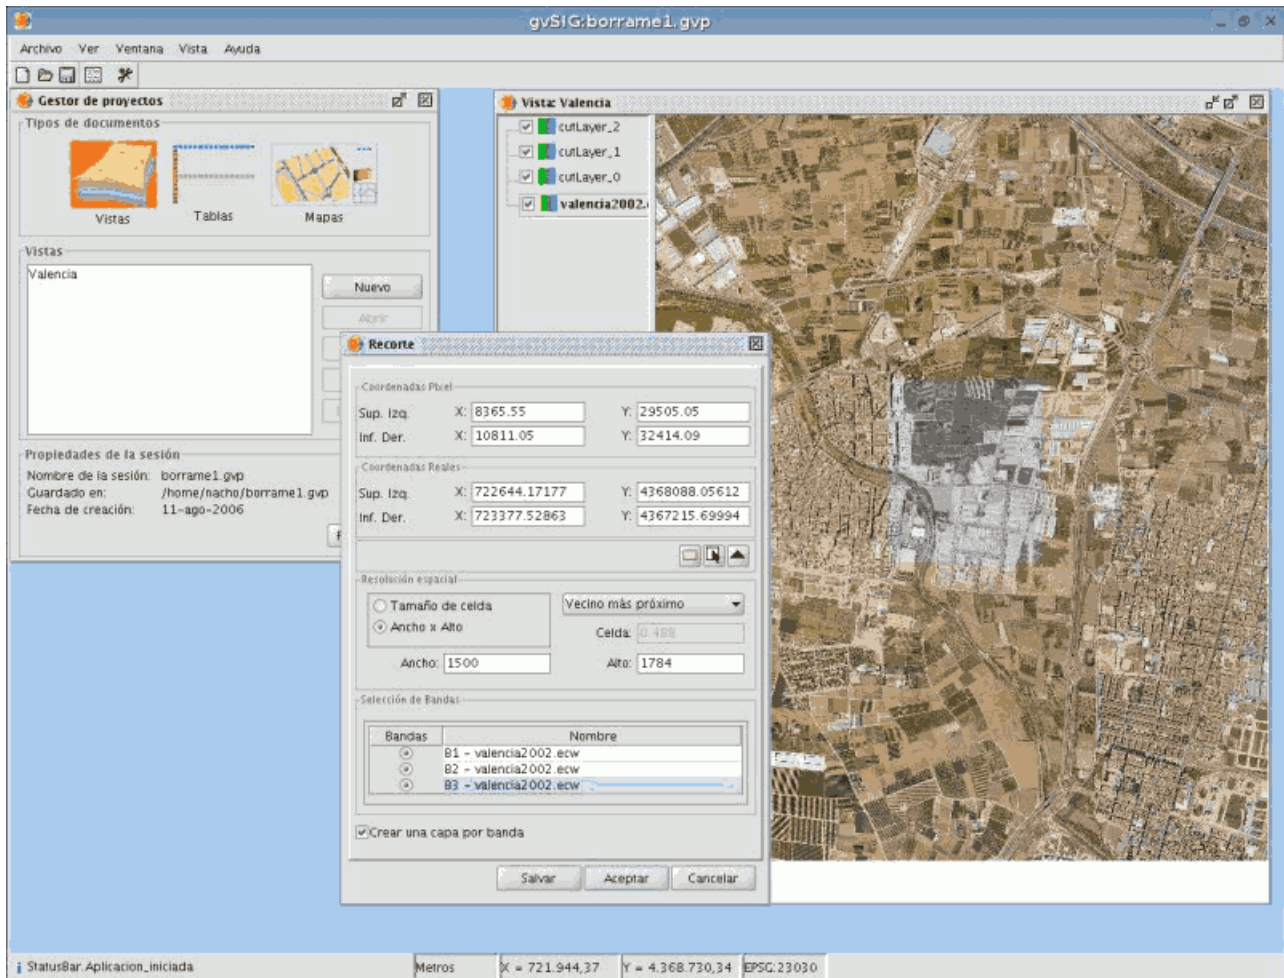 gvSIG:borrame1.gvp
Archivo Ver Ventana Vista Ayuda
Gestor de proyectos
Tipos de documentos
Vistas Tablas Mapas
Vistas
Valencia
Nuevo
Abrir
Propiedades de la sesión
Nombre de la sesión: borrame1.gvp
Guardado en: /home/nacho/borrame1.gvp
Fecha de creación: 11-ago-2006
Vista: Valencia
cutLayer_2
cutLayer_1
cutLayer_0
valencia2002.
Recorte
Coordenadas Pixel
Sup. Izq. X: 8365.55 Y: 29505.05
Inf. Der. X: 10811.05 Y: 32414.09
Coordenadas Reales
Sup. Izq. X: 722644.17177 Y: 4368088.05612
Inf. Der. X: 723377.52863 Y: 4367215.69994
Resolución espacial
Tamaño de celda
Vecino más próximo
Ancho x Alto
Celda: 0.488
Ancho: 1500 Alto: 1784
Selección de Bandas
Bandas Nombre
B1 - valencia2002.ecw
B2 - valencia2002.ecw
B3 - valencia2002.ecw
Crear una capa por banda
Salvar Aceptar Cancelar
StatusBar.Aplicacion_iniciada
Metros X = 721.944,37 Y = 4.368.730,34 EPSG:23030